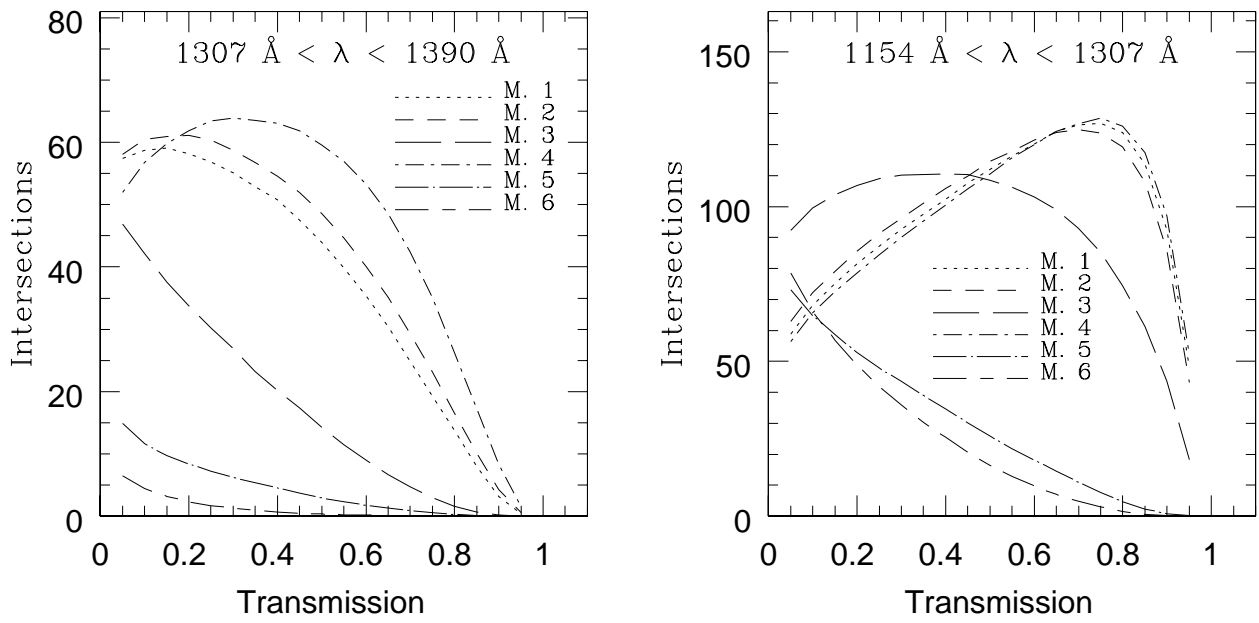 1307 Å < λ < 1390 Å
M. 1
M. 2
M. 3
M. 4
M. 5
M. 6
Intersections
80
60
40
20
0
0 0.2 0.4 0.6 0.8 1
Transmission
1154 Å < λ < 1307 Å
M. 1
M. 2
M. 3
M. 4
M. 5
M. 6
Intersections
150
100
50
0
0 0.2 0.4 0.6 0.8 1
Transmission